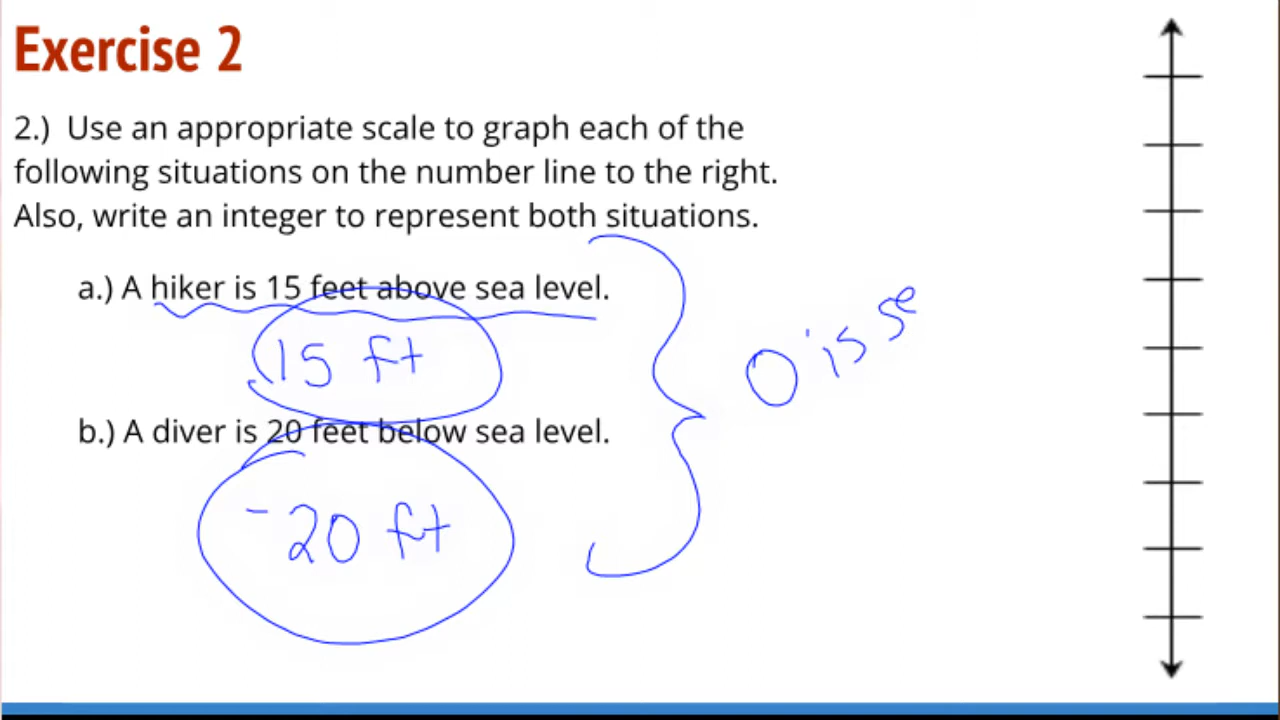 Exercise 2
2.) Use an appropriate scale to graph each of the
following situations on the number line to the right.
Also, write an integer to represent both situations.
a.) A hiker is 15 feet above sea level.
15 ft
b.) A diver is 20 feet below sea level.
-20 ft
0 is se